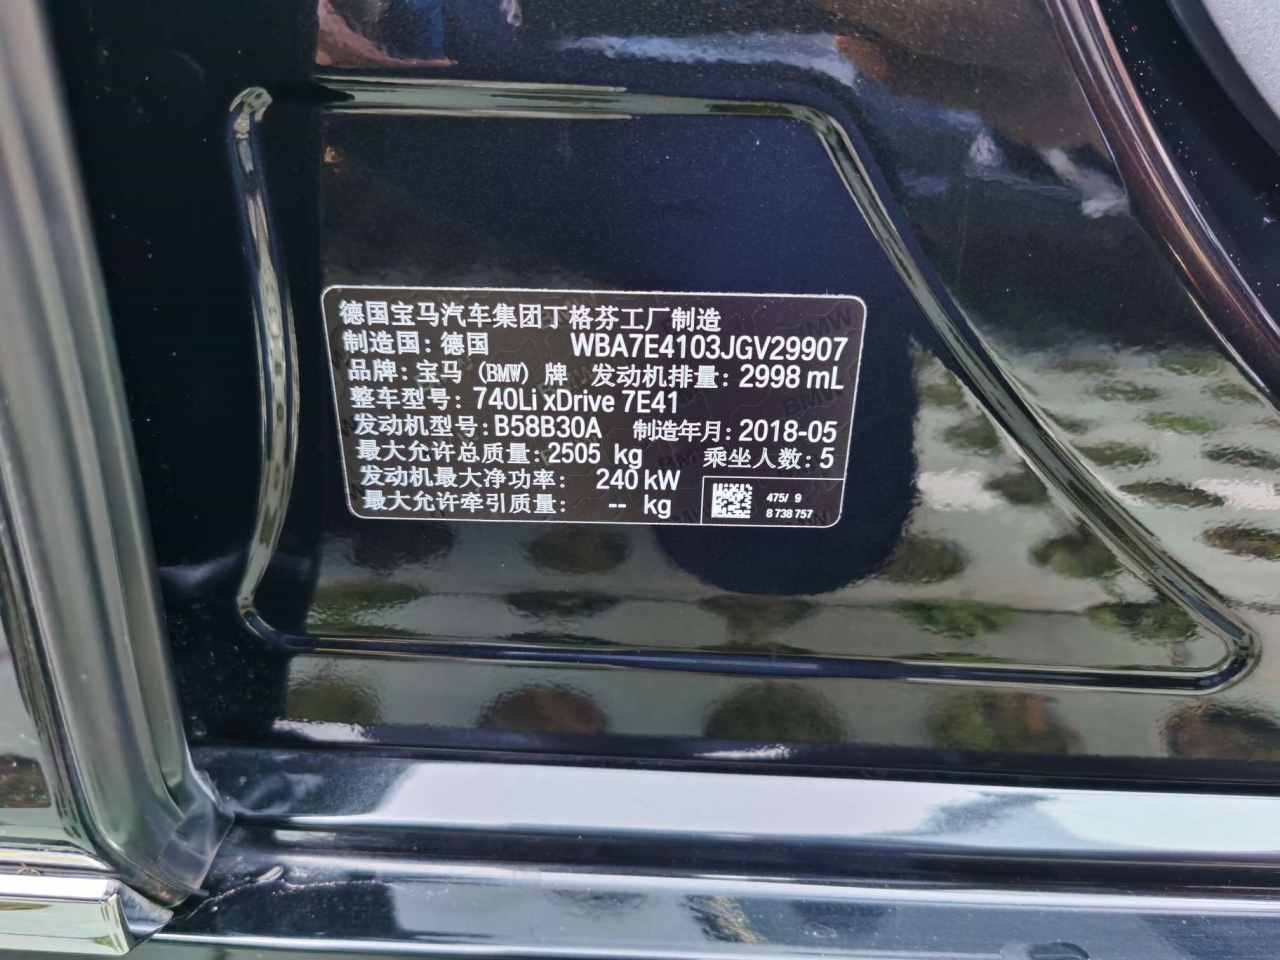 德国宝马汽车集团丁格芬工厂制造
制造国：德国 WBA7E4103JGV29907
品牌：宝马 (BMW) 牌 发动机排量：2998 mL
整车型号：740Li xDrive 7E41
发动机型号：B58B30A 制造年月：2018-05
最大允许总质量：2505 kg 乘坐人数：5
发动机最大净功率： 240 kW
最大允许牵引质量： -- kg
475/ 9
8 738 757